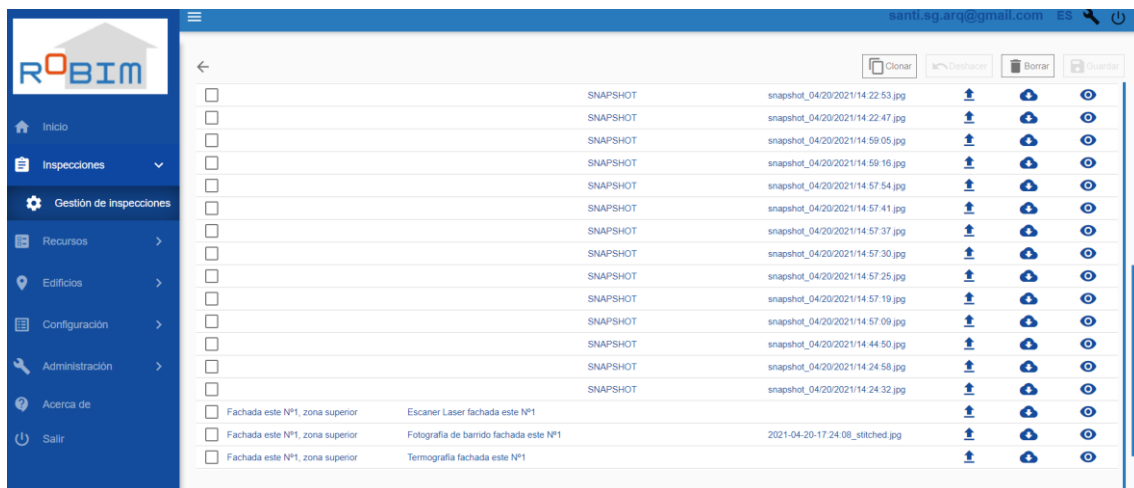 santi.sg.arq@gmail.com ES
ROBIM
Clonar Deshacer Borrar Guardar
Inicio
Inspecciones
Gestión de inspecciones
Recursos
Edificios
Configuración
Administración
Acerca de
Salir
SNAPSHOT snapshot_04/20/2021/14:22:53.jpg
SNAPSHOT snapshot_04/20/2021/14:22:47.jpg
SNAPSHOT snapshot_04/20/2021/14:59:05.jpg
SNAPSHOT snapshot_04/20/2021/14:59:16.jpg
SNAPSHOT snapshot_04/20/2021/14:57:54.jpg
SNAPSHOT snapshot_04/20/2021/14:57:41.jpg
SNAPSHOT snapshot_04/20/2021/14:57:37.jpg
SNAPSHOT snapshot_04/20/2021/14:57:30.jpg
SNAPSHOT snapshot_04/20/2021/14:57:25.jpg
SNAPSHOT snapshot_04/20/2021/14:57:19.jpg
SNAPSHOT snapshot_04/20/2021/14:57:09.jpg
SNAPSHOT snapshot_04/20/2021/14:44:50.jpg
SNAPSHOT snapshot_04/20/2021/14:24:58.jpg
SNAPSHOT snapshot_04/20/2021/14:24:32.jpg
Fachada este Nº1, zona superior Escaner Laser fachada este Nº1
Fachada este Nº1, zona superior Fotografía de barrido fachada este Nº1 2021-04-20-17:24:08_stitched.jpg
Fachada este Nº1, zona superior Termografía fachada este Nº1